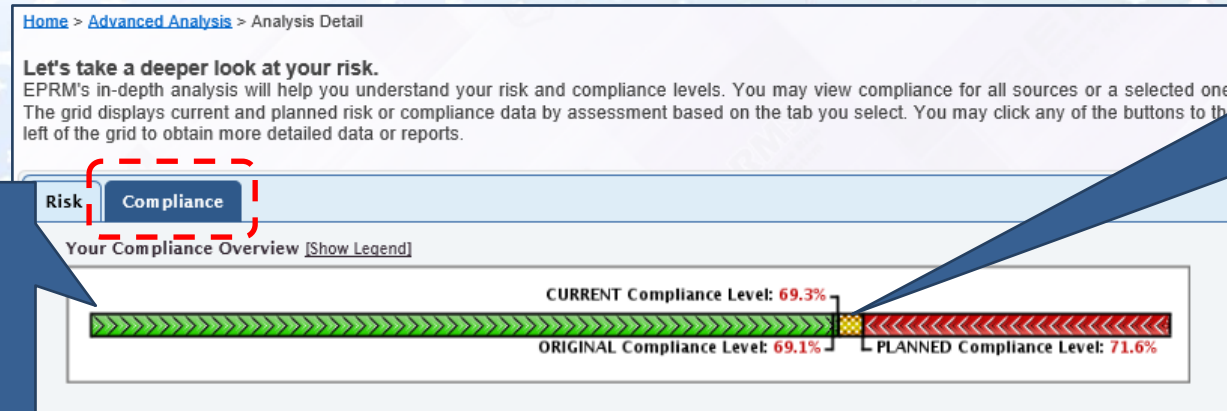 Home > Advanced Analysis > Analysis Detail
Let's take a deeper look at your risk.
EPRM's in-depth analysis will help you understand your risk and compliance levels. You may view compliance for all sources or a selected one
The grid displays current and planned risk or compliance data by assessment based on the tab you select. You may click any of the buttons to th
left of the grid to obtain more detailed data or reports.
Risk Compliance
Your Compliance Overview [Show Legend]
CURRENT Compliance Level: 69.3%
ORIGINAL Compliance Level: 69.1% PLANNED Compliance Level: 71.6%